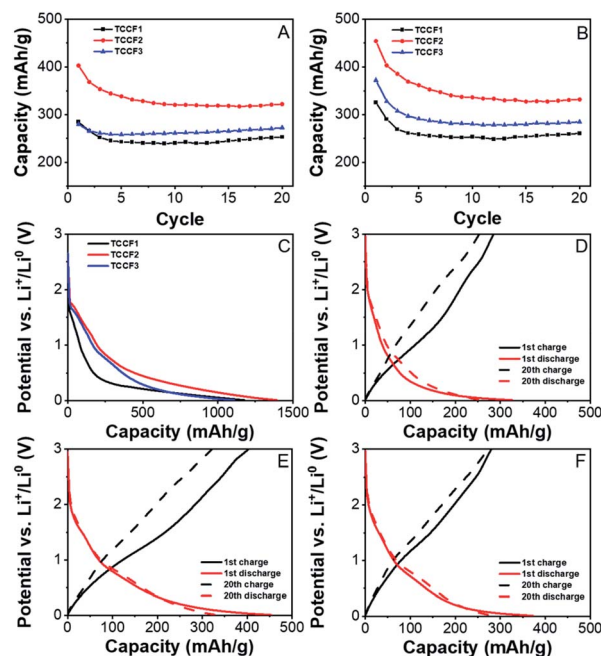 A
TCCF1
TCCF2
TCCF3
Capacity (mAh/g)
500
400
300
200
0 5 10 15 20
Cycle
B
TCCF1
TCCF2
TCCF3
Capacity (mAh/g)
500
400
300
200
0 5 10 15 20
Cycle
C
TCCF1
TCCF2
TCCF3
Potential vs. Li⁺/Li⁰ (V)
3
2
1
0
0 500 1000 1500
Capacity (mAh/g)
D
Potential vs. Li⁺/Li⁰ (V)
3
2
1
0
1st charge
1st discharge
20th charge
20th discharge
0 100 200 300 400 500
Capacity (mAh/g)
E
Potential vs. Li⁺/Li⁰ (V)
3
2
1
0
1st charge
1st discharge
20th charge
20th discharge
0 100 200 300 400 500
Capacity (mAh/g)
F
Potential vs. Li⁺/Li⁰ (V)
3
2
1
0
1st charge
1st discharge
20th charge
20th discharge
0 100 200 300 400 500
Capacity (mAh/g)